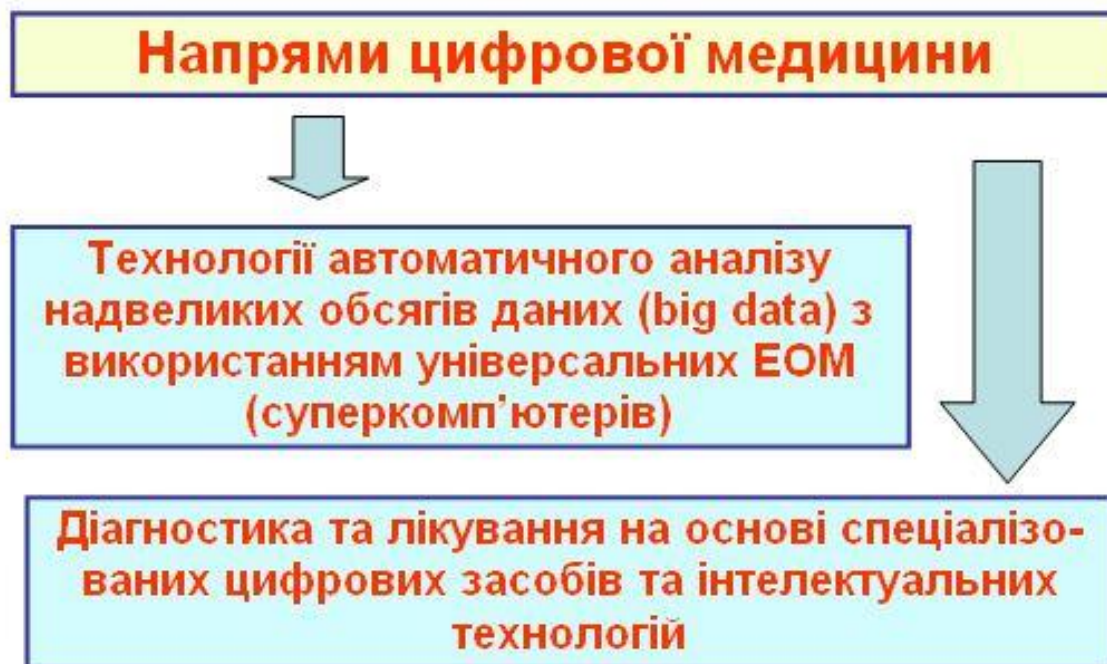 Напрями цифрової медицини
Технології автоматичного аналізу
надвеликих обсягів даних (big data) з
використанням універсальних ЕОМ
(суперкомп’ютерів)
Діагностика та лікування на основі спеціалізо-
ваних цифрових засобів та інтелектуальних
технологій